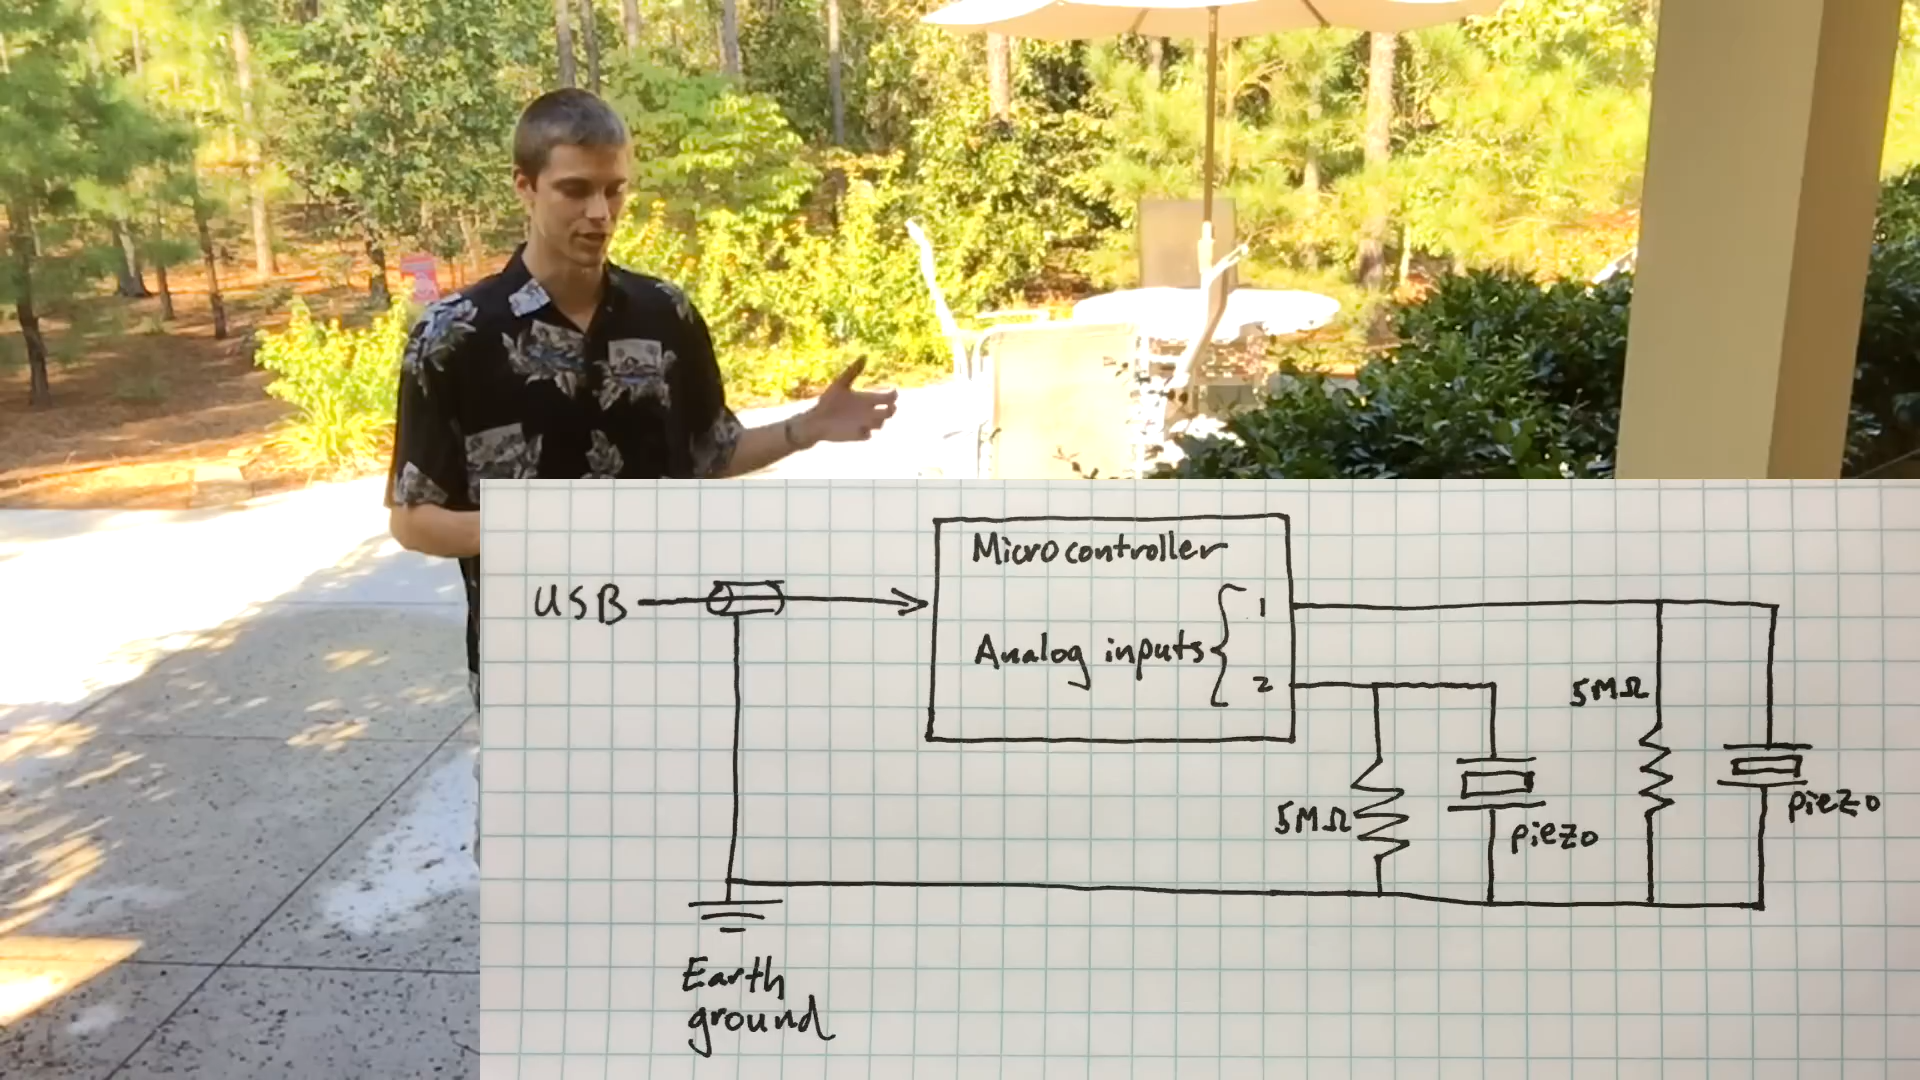 Microcontroller
USB
1
Analog inputs
2
5MΩ
5MΩ
piezo
piezo
Earth
ground